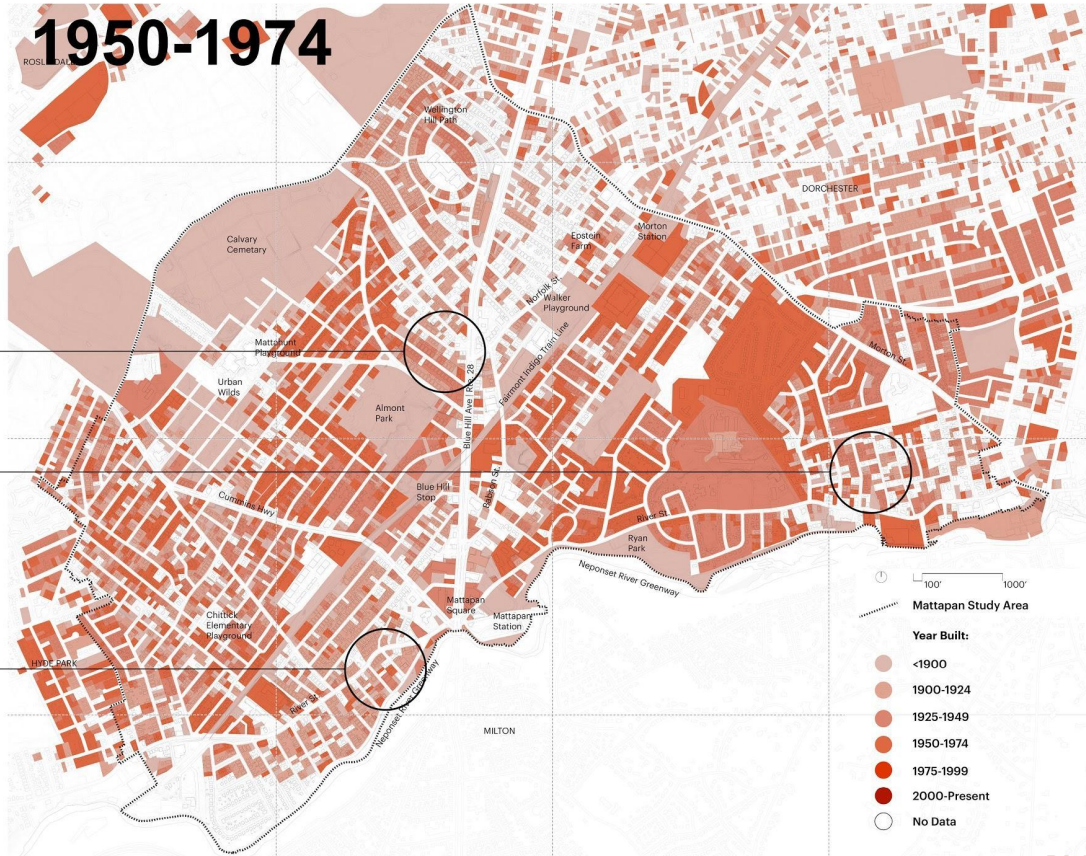 1950-1974
Wellington
Hill Path
DORCHESTER
Calvary
Cemetary
Epstein
Farm
Morton
Station
Norfolk St.
Walker
Playground
Mattahunt
Playground
Fairmont Indigo Train Line
Morton St.
Urban
Wilds
Almont
Park
Blue Hill Ave | Rte. 28
Blue Hill
Stop
Babson St.
Cummins Hwy
River St.
Ryan
Park
Neponset River Greenway
Mattapan
Square
Mattapan
Station
Chittick
Elementary
Playground
HYDE PARK
River St.
Neponset River Greenway
MILTON
100'
1000'
Mattapan Study Area
Year Built:
<1900
1900-1924
1925-1949
1950-1974
1975-1999
2000-Present
No Data